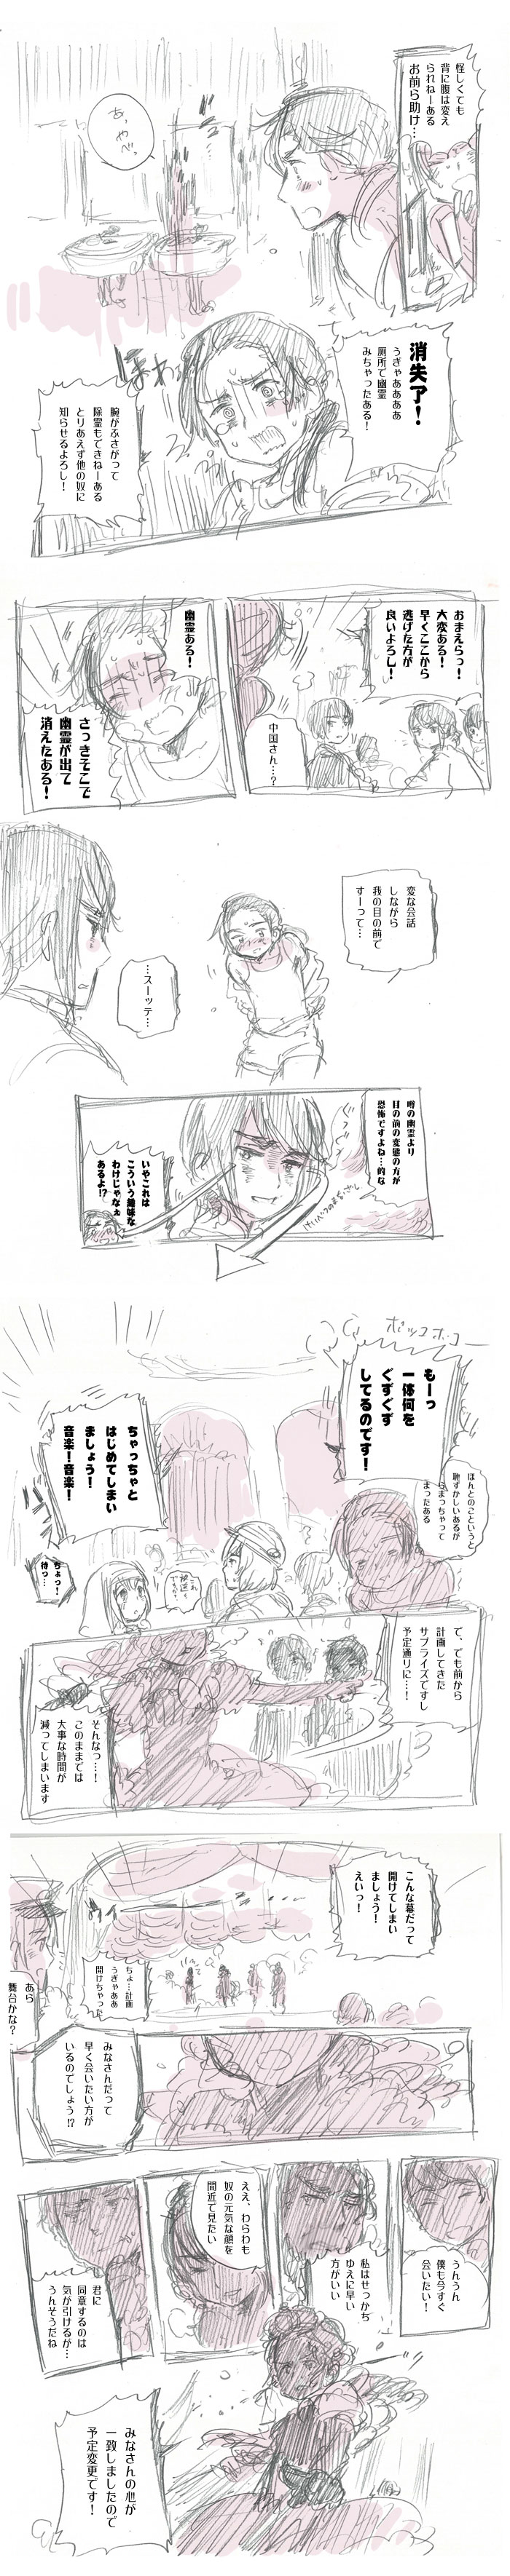 怪しくても
背に腹は変え
られねーある
お前ら助け…
あ、やべっ
消失了！
うぎゃああああ
厠所で幽霊
みちゃったある！
腕がふさがって
除霊もできねーある
とりあえず他の奴に
知らせるよろし！
おまえらっ！
大変ある！
早くここから
逃げた方が
良いよろし！
中国さん…？
幽霊ある！
さっきそこで
幽霊が出て
消えたある！
変な会話
しながら
我の目の前で
すーって…
…スーッテ…
噂の幽霊より
目の前の変態の方が
恐怖ですよね…的な
いやこれは
こういう趣味な
わけじゃなぇ
あるよ!?
ポッコポコ
もーっ
一体何を
ぐずぐず
してるのです！
ほんとのこというと
恥ずかしいあるが
らまっちゃって
まったある
ちゃっちゃと
はじめてしまい
ましょう！
音楽！音楽！
ちょっ！
待っ…
で、でも前から
計画してきた
サプライズですし
予定通りに…！
そんなっ…！
このままでは
大事な時間が
減ってしまいます
こんな幕だって
開けてしまい
ましょう！
えいっ！
ちょ…計画
うぎゃああ
開けちゃった
あら
舞台かな？
みなさんだって
早く会いたい方が
いるのでしょう!?
うんうん
僕も今すぐ
会いたい！
私はせっかち
ゆえに早い
方がいい
ええ、わらわも
奴の元気な顔を
間近で見たい
君に
同意するのは
気が引けるが…
うんそうだね
みなさんの心が
一致しましたので
予定変更です！